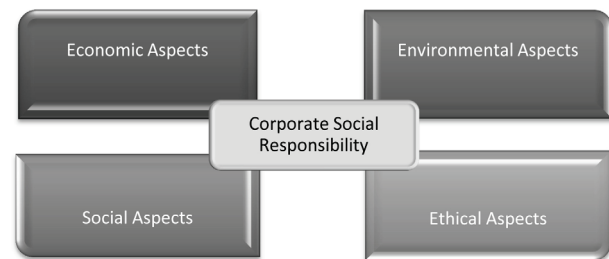 Economic Aspects
Environmental Aspects
Corporate Social
Responsibility
Social Aspects
Ethical Aspects